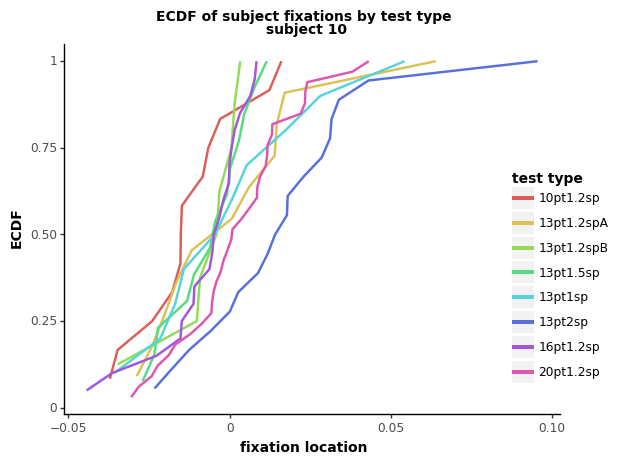 ECDF of subject fixations by test type
subject 10
ECDF
1
0.75
0.50
0.25
0
−0.05
0
0.05
0.10
fixation location
test type
10pt1.2sp
13pt1.2spA
13pt1.2spB
13pt1.5sp
13pt1sp
13pt2sp
16pt1.2sp
20pt1.2sp